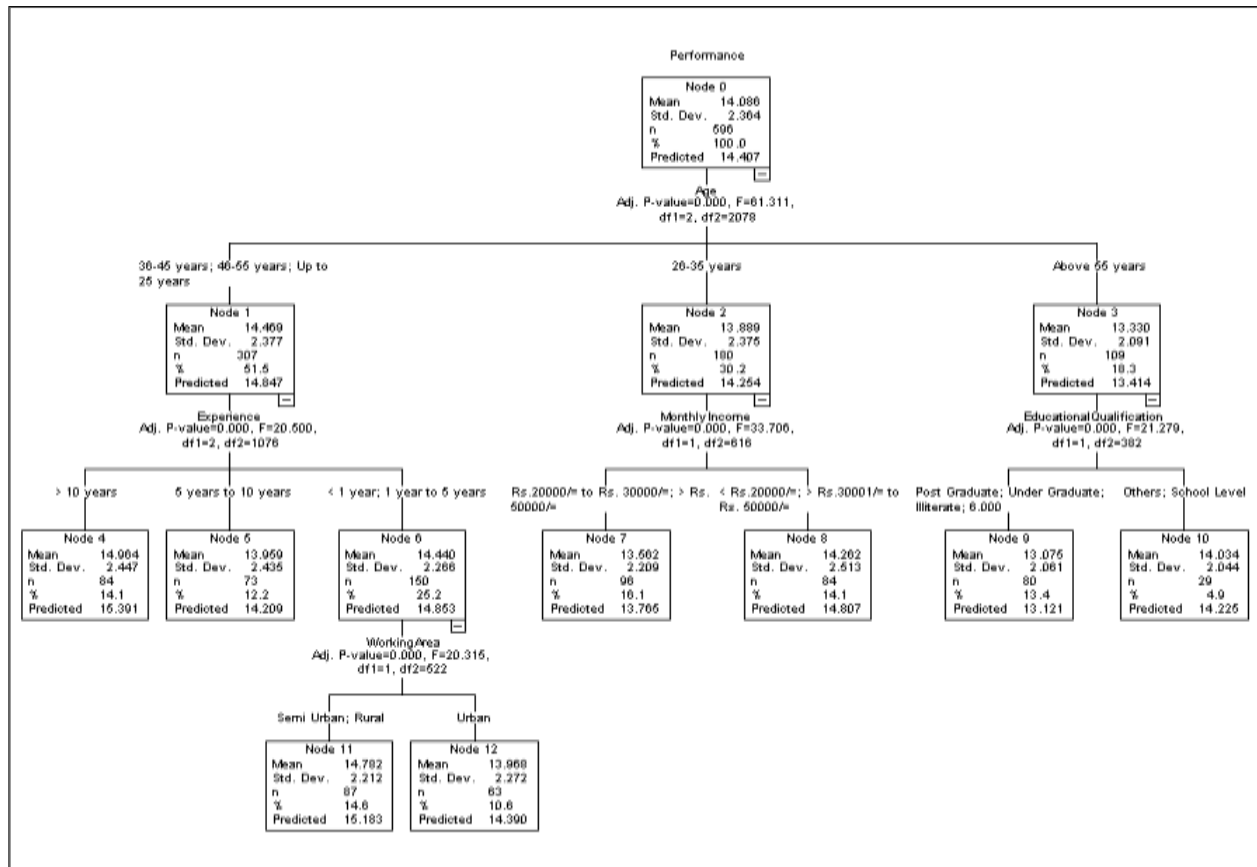 Performance
Node 0
Mean 14.086
Std. Dev. 2.364
n 596
% 100.0
Predicted 14.407
Age
Adj. P-value=0.000, F=61.311,
df1=2, df2=2078
36-45 years; 46-55 years; Up to
25 years
26-35 years
Above 55 years
Node 1
Mean 14.469
Std. Dev. 2.377
n 307
% 51.5
Predicted 14.847
Node 2
Mean 13.889
Std. Dev. 2.375
n 180
% 30.2
Predicted 14.254
Node 3
Mean 13.330
Std. Dev. 2.091
n 109
% 18.3
Predicted 13.414
Experience
Adj. P-value=0.000, F=20.500,
df1=2, df2=1076
Monthly Income
Adj. P-value=0.000, F=33.706,
df1=1, df2=616
Educational Qualification
Adj. P-value=0.000, F=21.279,
df1=1, df2=382
> 10 years
5 years to 10 years
< 1 year; 1 year to 5 years
Rs.20000/= to Rs. 30000/=; > Rs.
50000/=
< Rs.20000/=; > Rs.30001/= to
Rs. 50000/=
Post Graduate; Under Graduate;
Illiterate; 6.000
Others; School Level
Node 4
Mean 14.964
Std. Dev. 2.447
n 84
% 14.1
Predicted 15.391
Node 5
Mean 13.959
Std. Dev. 2.435
n 73
% 12.2
Predicted 14.209
Node 6
Mean 14.440
Std. Dev. 2.266
n 150
% 25.2
Predicted 14.853
Node 7
Mean 13.562
Std. Dev. 2.209
n 96
% 16.1
Predicted 13.765
Node 8
Mean 14.262
Std. Dev. 2.513
n 84
% 14.1
Predicted 14.807
Node 9
Mean 13.075
Std. Dev. 2.061
n 80
% 13.4
Predicted 13.121
Node 10
Mean 14.034
Std. Dev. 2.044
n 29
% 4.9
Predicted 14.225
Working Area
Adj. P-value=0.000, F=20.315,
df1=1, df2=522
Semi Urban; Rural
Urban
Node 11
Mean 14.782
Std. Dev. 2.212
n 87
% 14.6
Predicted 15.183
Node 12
Mean 13.968
Std. Dev. 2.272
n 63
% 10.6
Predicted 14.390